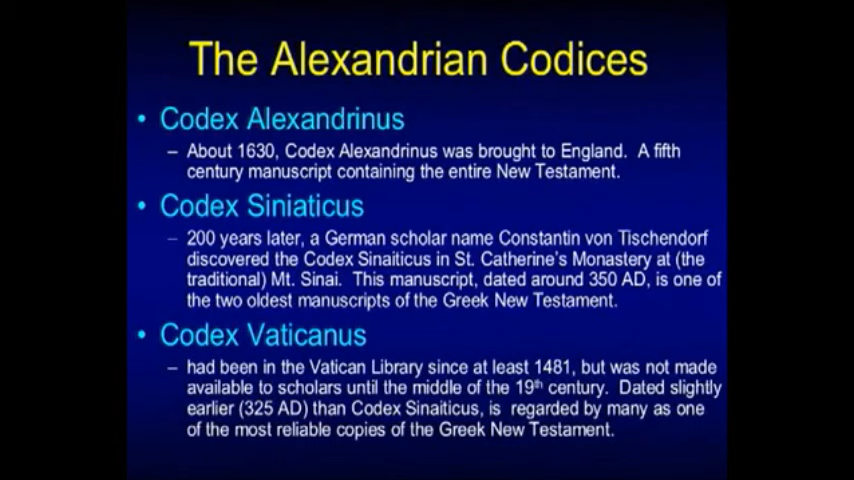 The Alexandrian Codices
• Codex Alexandrinus
– About 1630, Codex Alexandrinus was brought to England. A fifth
century manuscript containing the entire New Testament.
• Codex Siniaticus
– 200 years later, a German scholar name Constantin von Tischendorf
discovered the Codex Sinaiticus in St. Catherine's Monastery at (the
traditional) Mt. Sinai. This manuscript, dated around 350 AD, is one of
the two oldest manuscripts of the Greek New Testament.
• Codex Vaticanus
– had been in the Vatican Library since at least 1481, but was not made
available to scholars until the middle of the 19th century. Dated slightly
earlier (325 AD) than Codex Sinaiticus, is regarded by many as one
of the most reliable copies of the Greek New Testament.